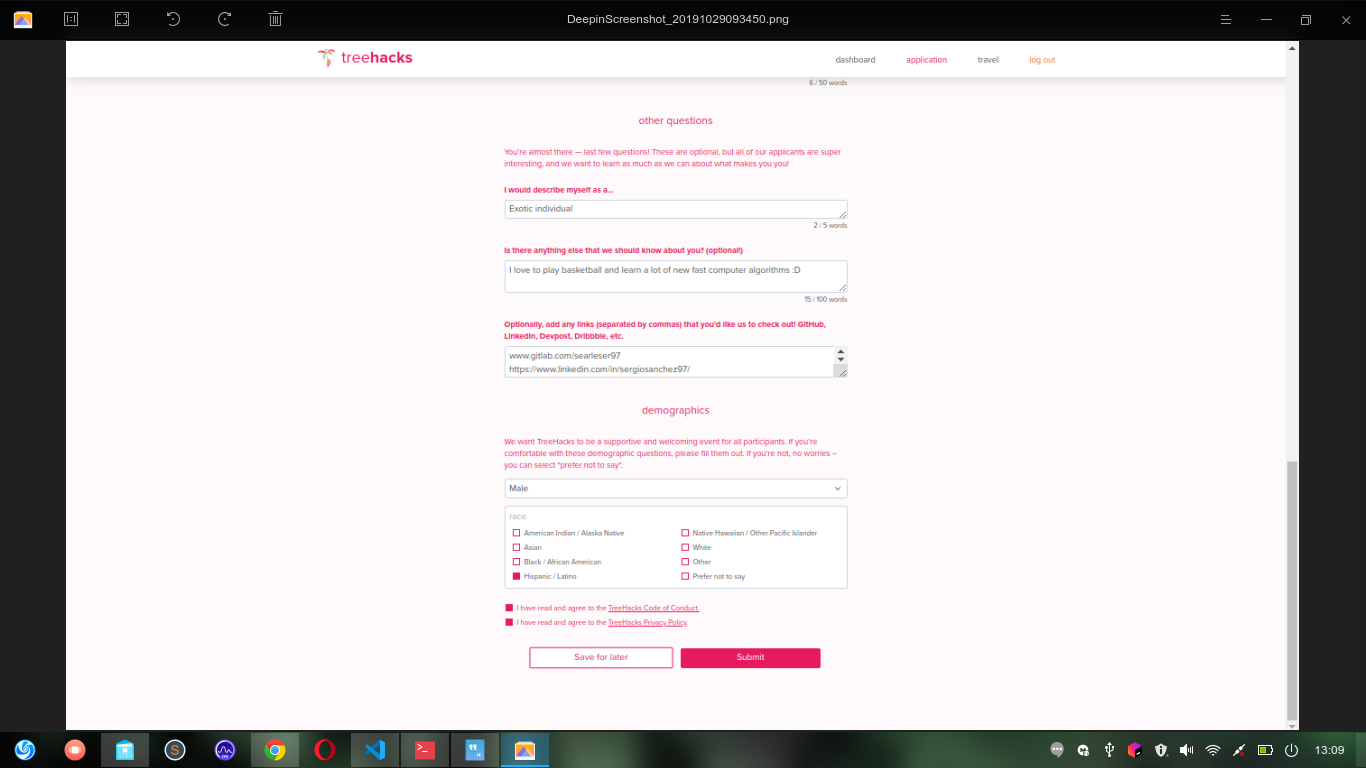 DeepinScreenshot_20191029093450.png
treehacks
dashboard
application
travel
log out
6 / 50 words
other questions
You're almost there — last few questions! These are optional, but all of our applicants are super
interesting, and we want to learn as much as we can about what makes you you!
I would describe myself as a...
Exotic individual
2 / 5 words
Is there anything else that we should know about you? (optional!)
I love to play basketball and learn a lot of new fast computer algorithms :D
15 / 100 words
Optionally, add any links (separated by commas) that you'd like us to check out! GitHub,
LinkedIn, Devpost, Dribbble, etc.
www.gitlab.com/searleser97
https://www.linkedin.com/in/sergiosanchez97/
demographics
We want TreeHacks to be a supportive and welcoming event for all participants. If you're
comfortable with these demographic questions, please fill them out. If you're not, no worries –
you can select "prefer not to say".
Male
race
American Indian / Alaska Native
Native Hawaiian / Other Pacific Islander
Asian
White
Black / African American
Other
Hispanic / Latino
Prefer not to say
I have read and agree to the TreeHacks Code of Conduct.
I have read and agree to the TreeHacks Privacy Policy.
Save for later
Submit
13:09